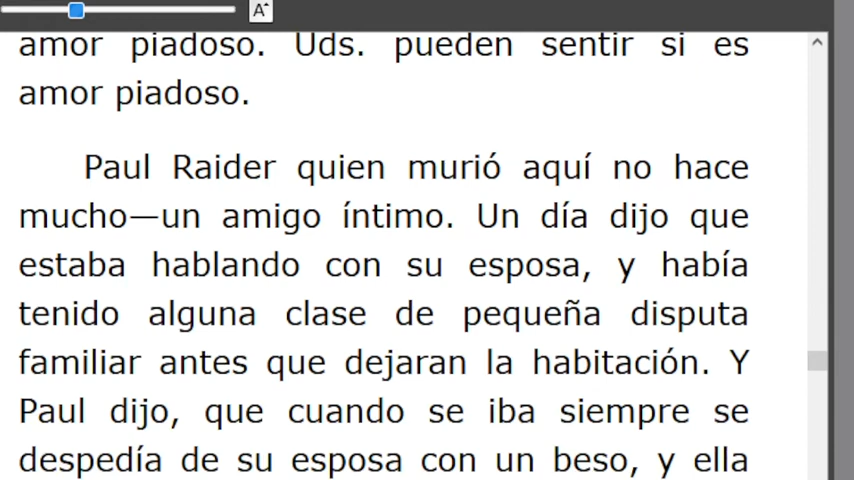 A
amor piadoso. Uds. pueden sentir si es
amor piadoso.
Paul Raider quien murió aquí no hace
mucho—un amigo íntimo. Un día dijo que
estaba hablando con su esposa, y había
tenido alguna clase de pequeña disputa
familiar antes que dejaran la habitación. Y
Paul dijo, que cuando se iba siempre se
despedía de su esposa con un beso, y ella